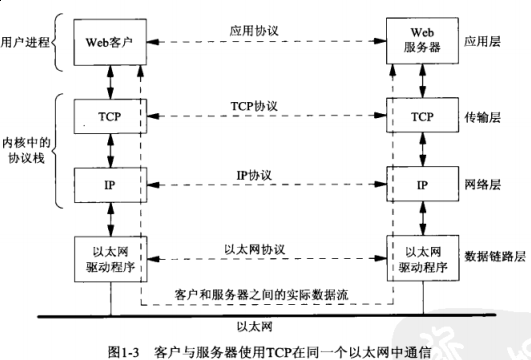 用户进程
Web客户
应用协议
Web
服务器
应用层
TCP
TCP协议
TCP
传输层
内核中的
协议栈
IP
IP协议
IP
网络层
以太网
驱动程序
以太网协议
以太网
驱动程序
数据链路层
客户和服务器之间的实际数据流
以太网
图1-3 客户与服务器使用TCP在同一个以太网中通信